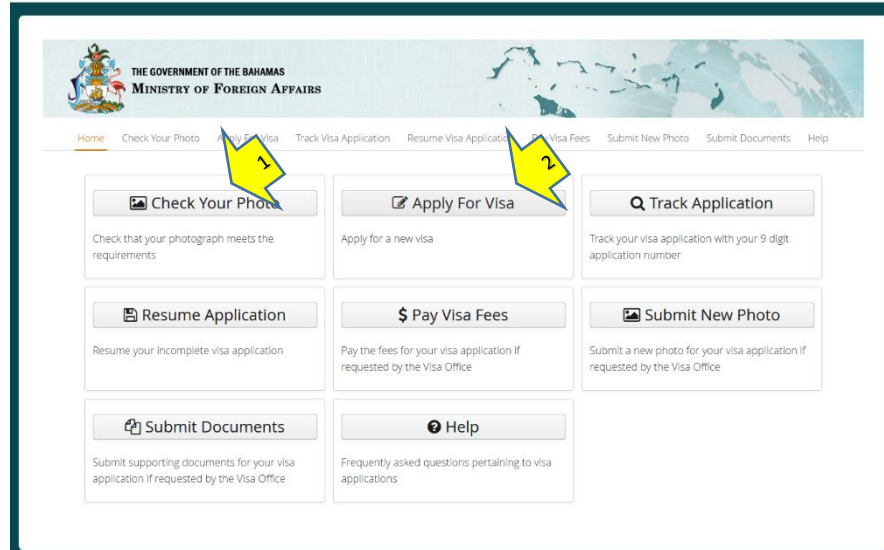 THE GOVERNMENT OF THE BAHAMAS
MINISTRY OF FOREIGN AFFAIRS
Home Check Your Photo Apply For Visa Track Visa Application Resume Visa Application Pay Visa Fees Submit New Photo Submit Documents Help
1
2
Check Your Photo
Apply For Visa
Track Application
Check that your photograph meets the
requirements
Apply for a new visa
Track your visa application with your 9 digit
application number
Resume Application
$ Pay Visa Fees
Submit New Photo
Resume your incomplete visa application
Pay the fees for your visa application if
requested by the Visa Office
Submit a new photo for your visa application if
requested by the Visa Office
Submit Documents
Help
Submit supporting documents for your visa
application if requested by the Visa Office
Frequently asked questions pertaining to visa
applications